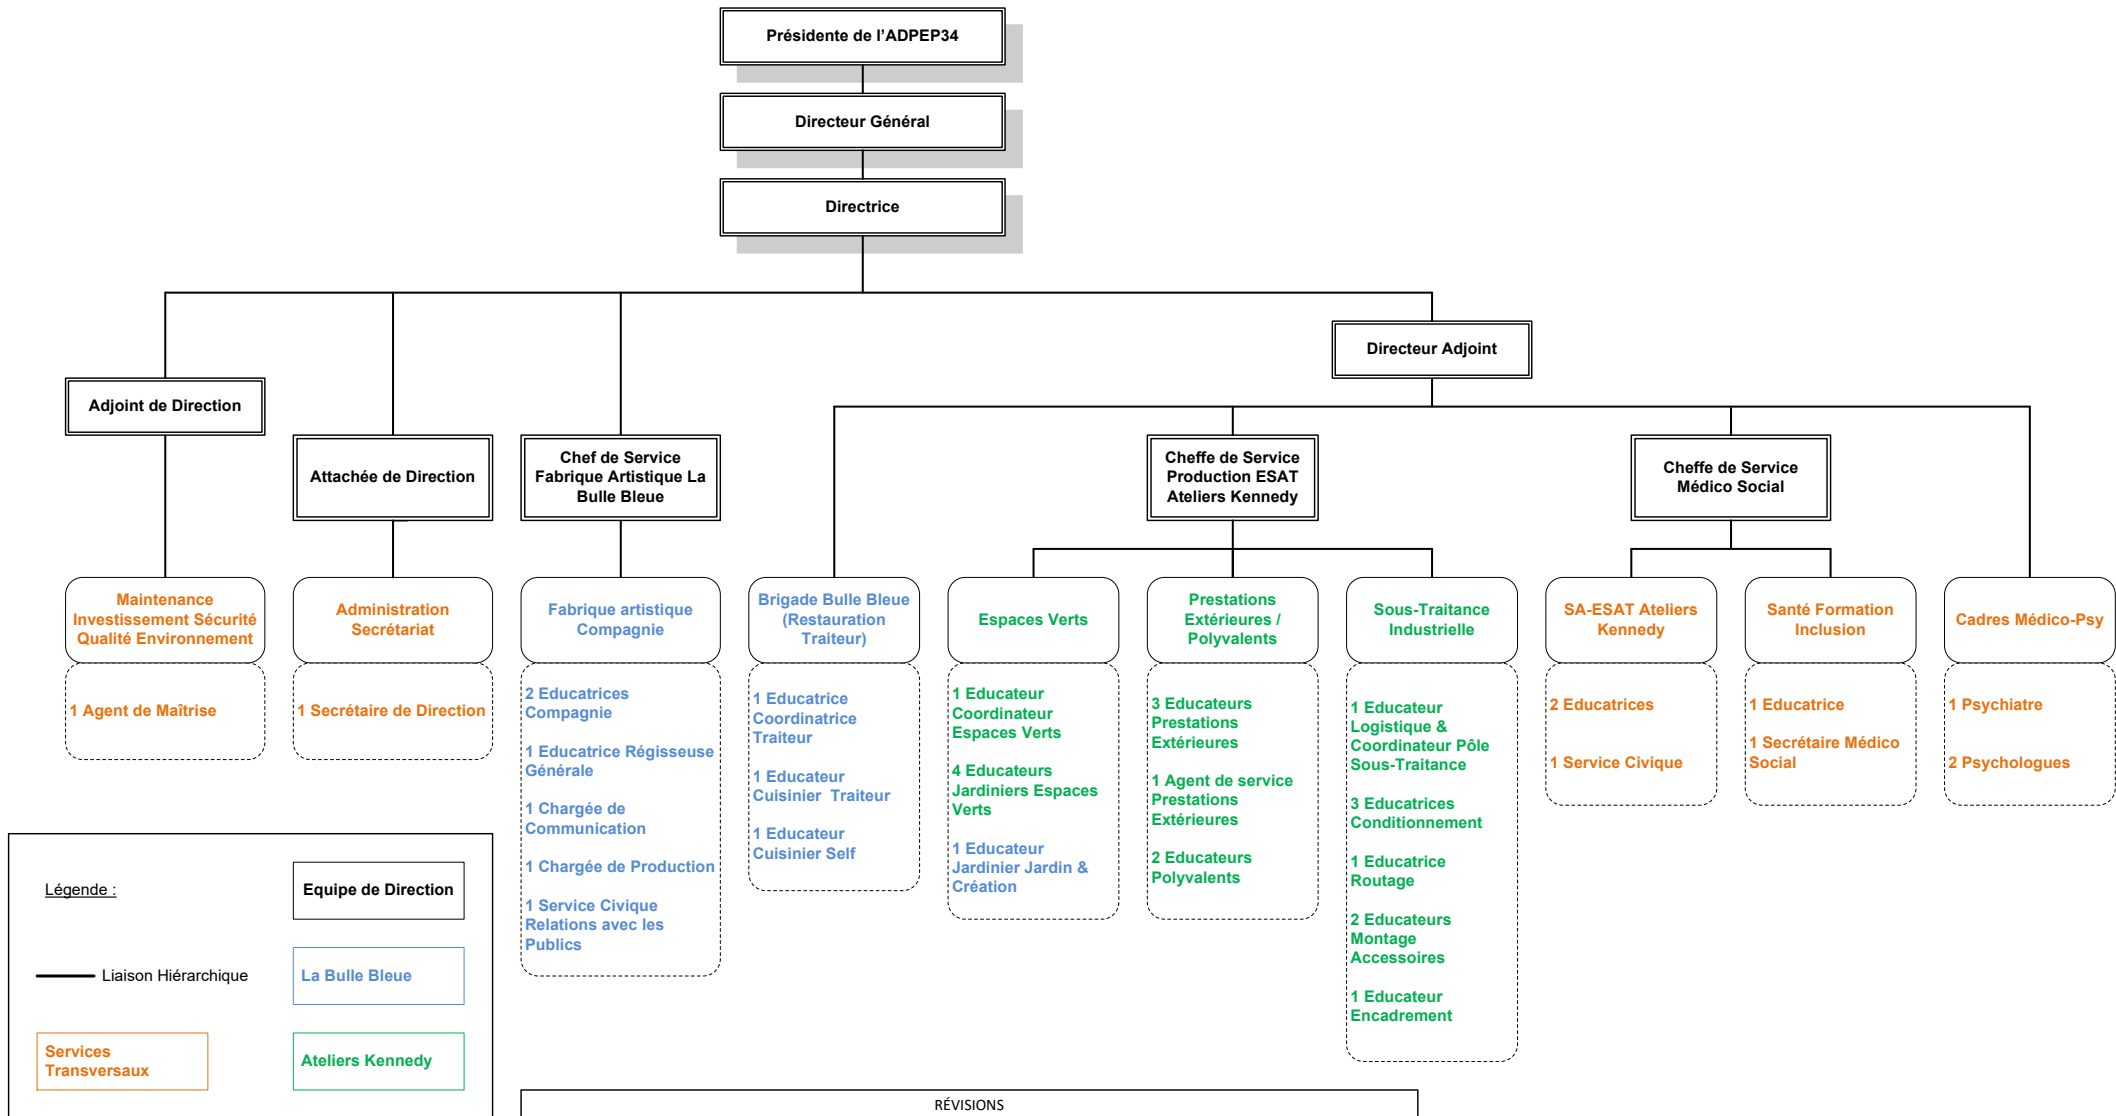 Présidente de l'ADPEP34
Directeur Général
Directrice
Directeur Adjoint
Adjoint de Direction
Attachée de Direction
Chef de Service
Fabrique Artistique La
Bulle Bleue
Cheffe de Service
Production ESAT
Ateliers Kennedy
Cheffe de Service
Médico Social
Maintenance
Investissement Sécurité
Qualité Environnement
1 Agent de Maîtrise
Administration
Secrétariat
1 Secrétaire de Direction
Fabrique artistique
Compagnie
2 Educatrices
Compagnie
1 Educatrice Régisseuse
Générale
1 Chargée de
Communication
1 Chargée de Production
1 Service Civique
Relations avec les
Publics
Brigade Bulle Bleue
(Restauration
Traiteur)
1 Educatrice
Coordinatrice
Traiteur
1 Educateur
Cuisinier Traiteur
1 Educateur
Cuisinier Self
Espaces Verts
1 Educateur
Coordinateur
Espaces Verts
4 Educateurs
Jardiniers Espaces
Verts
1 Educateur
Jardinier Jardin &
Création
Prestations
Extérieures /
Polyvalents
3 Educateurs
Prestations
Extérieures
1 Agent de service
Prestations
Extérieures
2 Educateurs
Polyvalents
Sous-Traitance
Industrielle
1 Educateur
Logistique &
Coordinateur Pôle
Sous-Traitance
3 Educatrices
Conditionnement
1 Educatrice
Routage
2 Educateurs
Montage
Accessoires
1 Educateur
Encadrement
SA-ESAT Ateliers
Kennedy
2 Educatrices
1 Service Civique
Santé Formation
Inclusion
1 Educatrice
1 Secrétaire Médico
Social
Cadres Médico-Psy
1 Psychiatre
2 Psychologues
Légende :
Equipe de Direction
Liaison Hiérarchique
La Bulle Bleue
Services
Transversaux
Ateliers Kennedy
RÉVISIONS